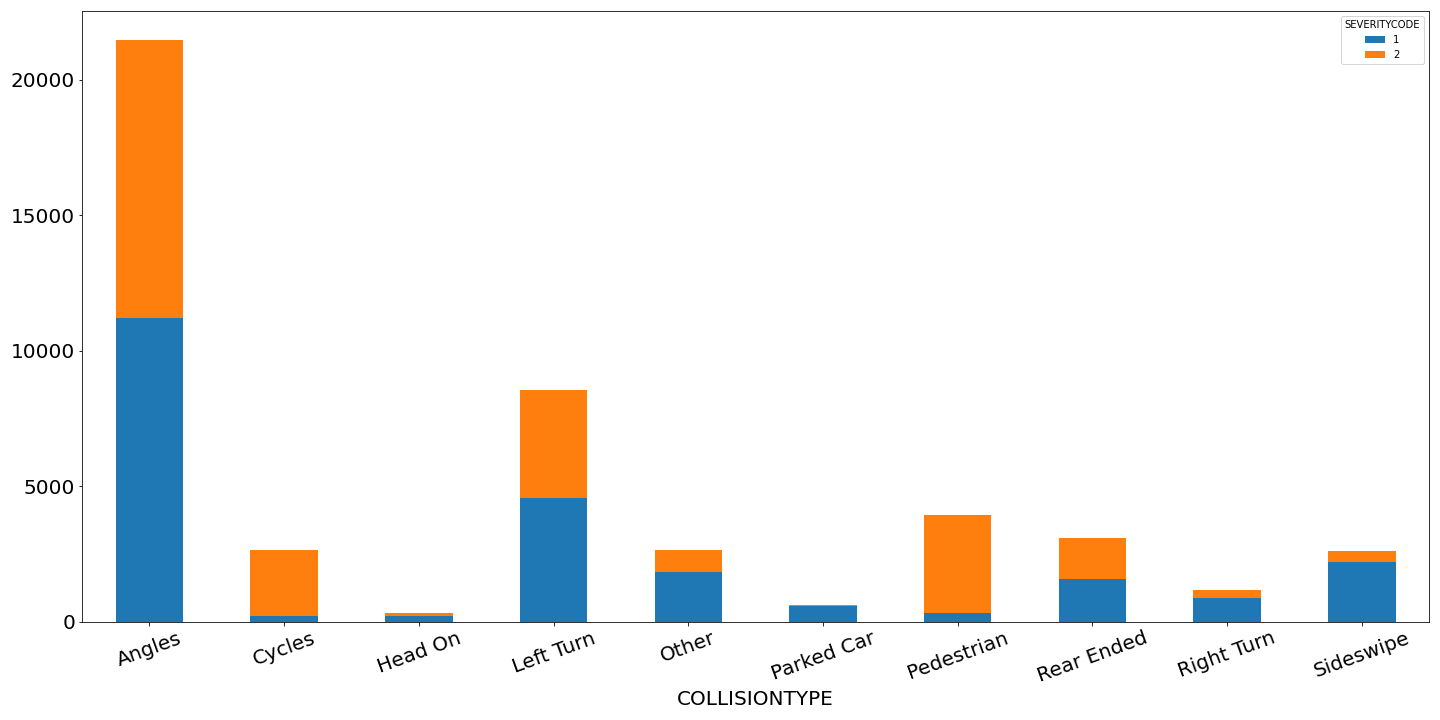 SEVERITYCODE
1
2
20000
15000
10000
5000
0
Angles
Cycles
Head On
Left Turn
Other
Parked Car
Pedestrian
Rear Ended
Right Turn
Sideswipe
COLLISIONTYPE